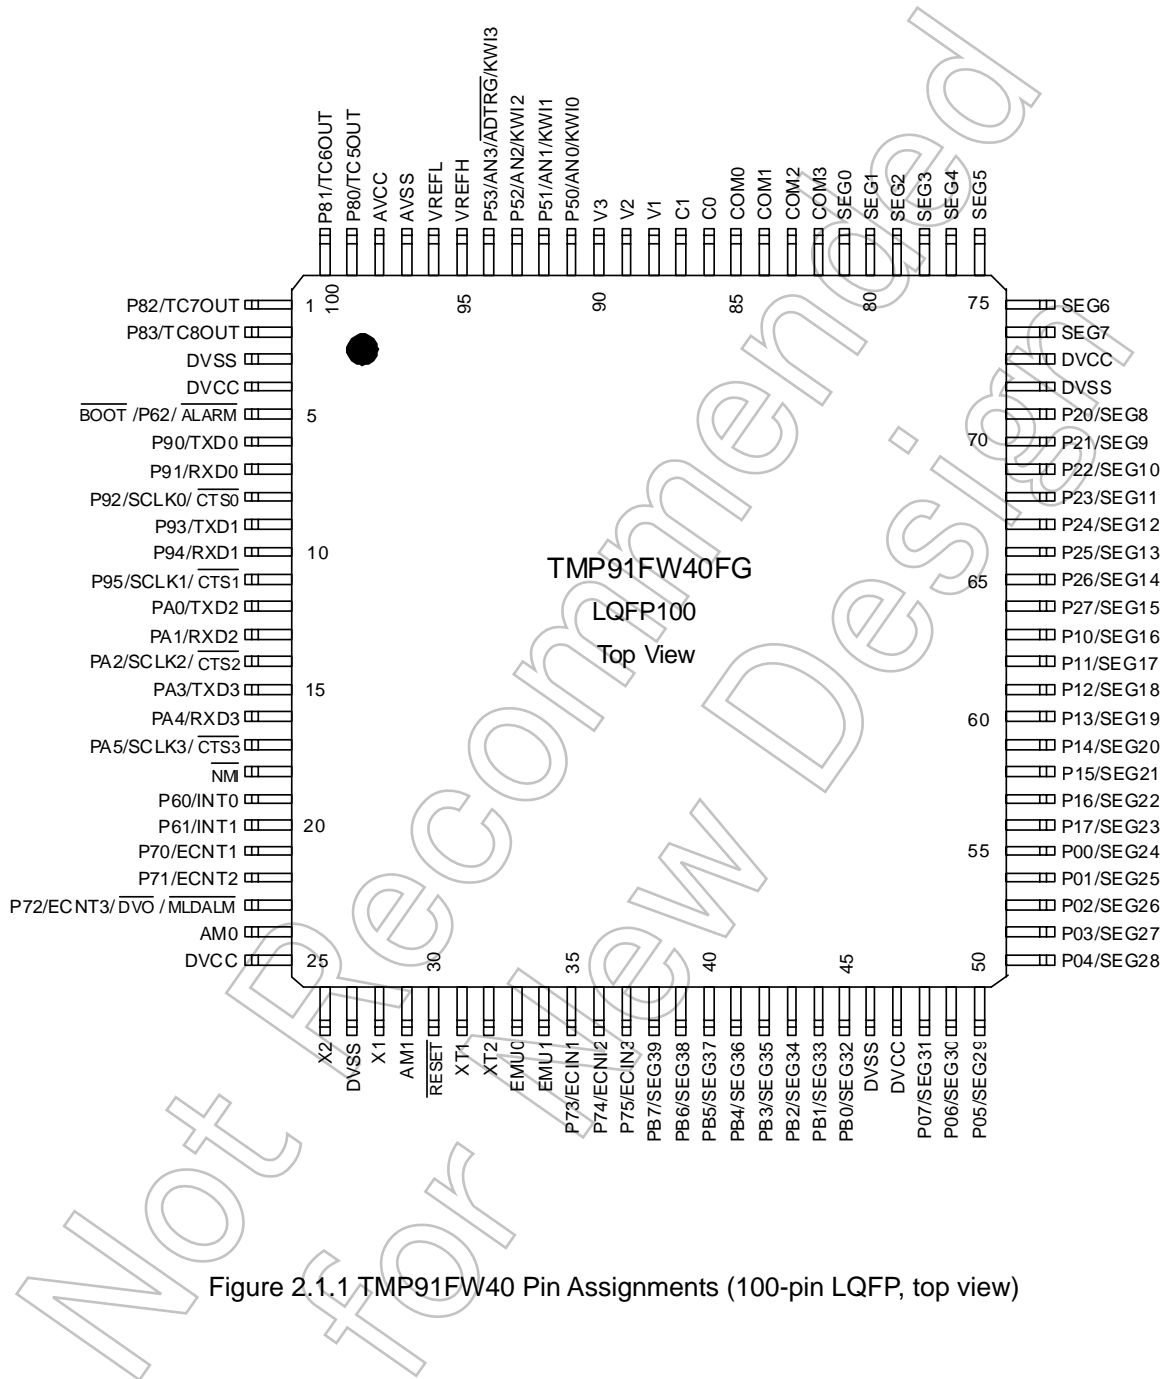 P81/TC6OUT
P80/TC5OUT
AVCC
AVSS
VREFL
VREFH
P53/AN3/ADTRG/KWI3
P52/AN2/KWI2
P51/AN1/KWI1
P50/AN0/KWI0
V3
V2
V1
C1
C0
COM0
COM1
COM2
COM3
SEG0
SEG1
SEG2
SEG3
SEG4
SEG5
100
95
90
85
80
75
P82/TC7OUT
P83/TC8OUT
DVSS
DVCC
BOOT /P62/ ALARM
P90/TXD0
P91/RXD0
P92/SCLK0/ CTS0
P93/TXD1
P94/RXD1
P95/SCLK1/ CTS1
PA0/TXD2
PA1/RXD2
PA2/SCLK2/ CTS2
PA3/TXD3
PA4/RXD3
PA5/SCLK3/ CTS3
NMI
P60/INT0
P61/INT1
P70/ECNT1
P71/ECNT2
P72/ECNT3/ DVO / MLDALM
AM0
DVCC
1
5
10
15
20
25
TMP91FW40FG
LQFP100
Top View
70
65
60
55
50
SEG6
SEG7
DVCC
DVSS
P20/SEG8
P21/SEG9
P22/SEG10
P23/SEG11
P24/SEG12
P25/SEG13
P26/SEG14
P27/SEG15
P10/SEG16
P11/SEG17
P12/SEG18
P13/SEG19
P14/SEG20
P15/SEG21
P16/SEG22
P17/SEG23
P00/SEG24
P01/SEG25
P02/SEG26
P03/SEG27
P04/SEG28
30
35
40
45
X2
DVSS
X1
AM1
RESET
XT1
XT2
EMU0
EMU1
P73/ECIN1
P74/ECNI2
P75/ECIN3
PB7/SEG39
PB6/SEG38
PB5/SEG37
PB4/SEG36
PB3/SEG35
PB2/SEG34
PB1/SEG33
PB0/SEG32
DVSS
DVCC
P07/SEG31
P06/SEG30
P05/SEG29
Not Recommended
for New Design
Figure 2.1.1 TMP91FW40 Pin Assignments (100-pin LQFP, top view)